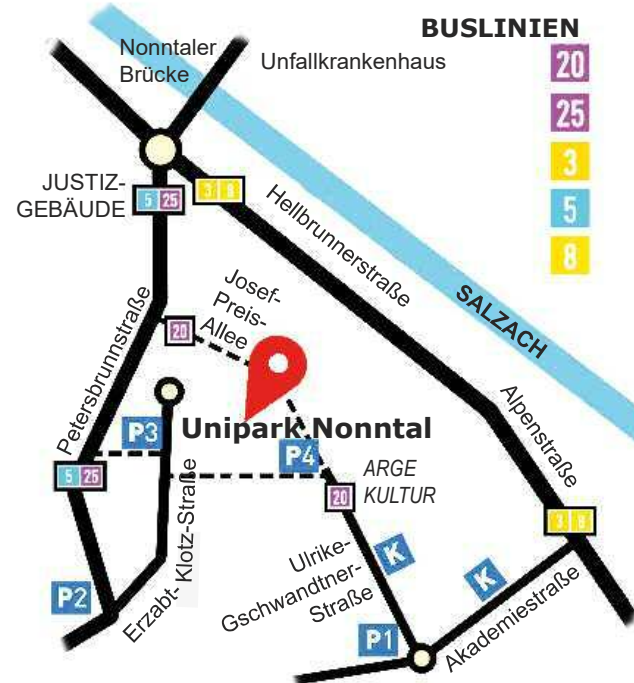 BUSLINIEN
20
25
3
5
8
Nonntaler
Brücke
Unfallkrankenhaus
JUSTIZ-
GEBÄUDE
5 25
3 8
Hellbrunnerstraße
SALZACH
Josef-
Preis-
Allee
20
Petersbrunnstraße
Alpenstraße
P3
Unipark Nonntal
P4
ARGE
KULTUR
5 25
20
3 8
Erzabt-Klotz-Straße
Ulrike-
Gschwandtner-
Straße
K
K
P2
P1
Akademiestraße